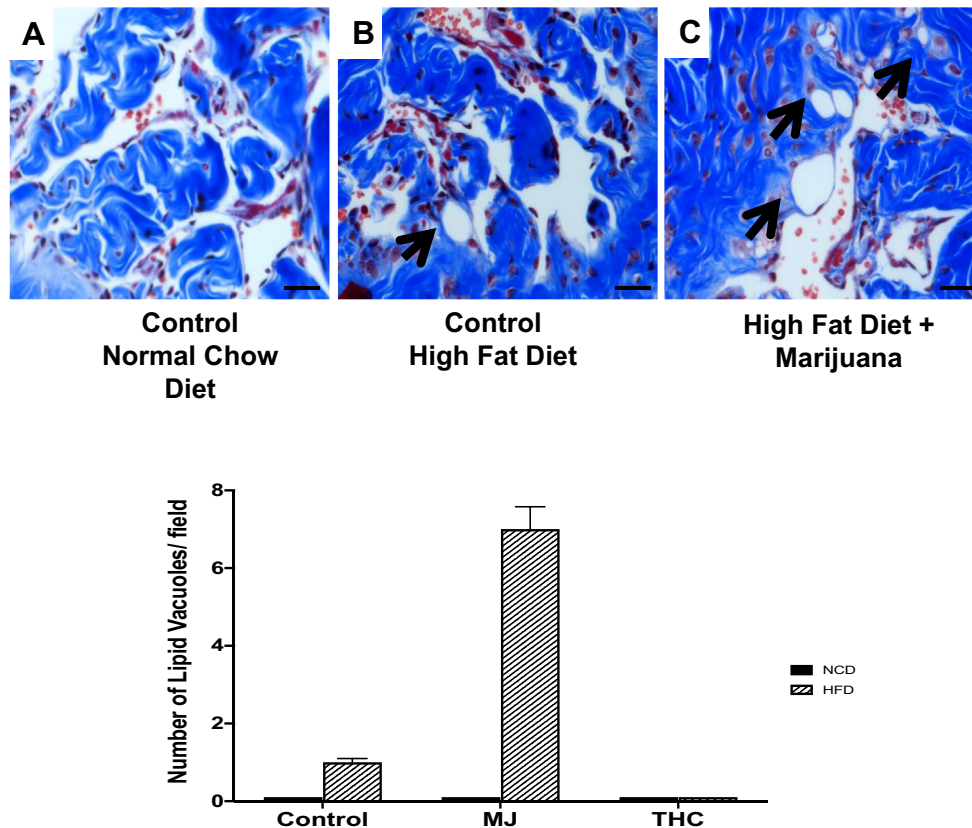 A
B
C
Control
Normal Chow
Diet
Control
High Fat Diet
High Fat Diet +
Marijuana
Number of Lipid Vacuoles/ field
8
6
4
2
0
Control
MJ
THC
NCD
HFD